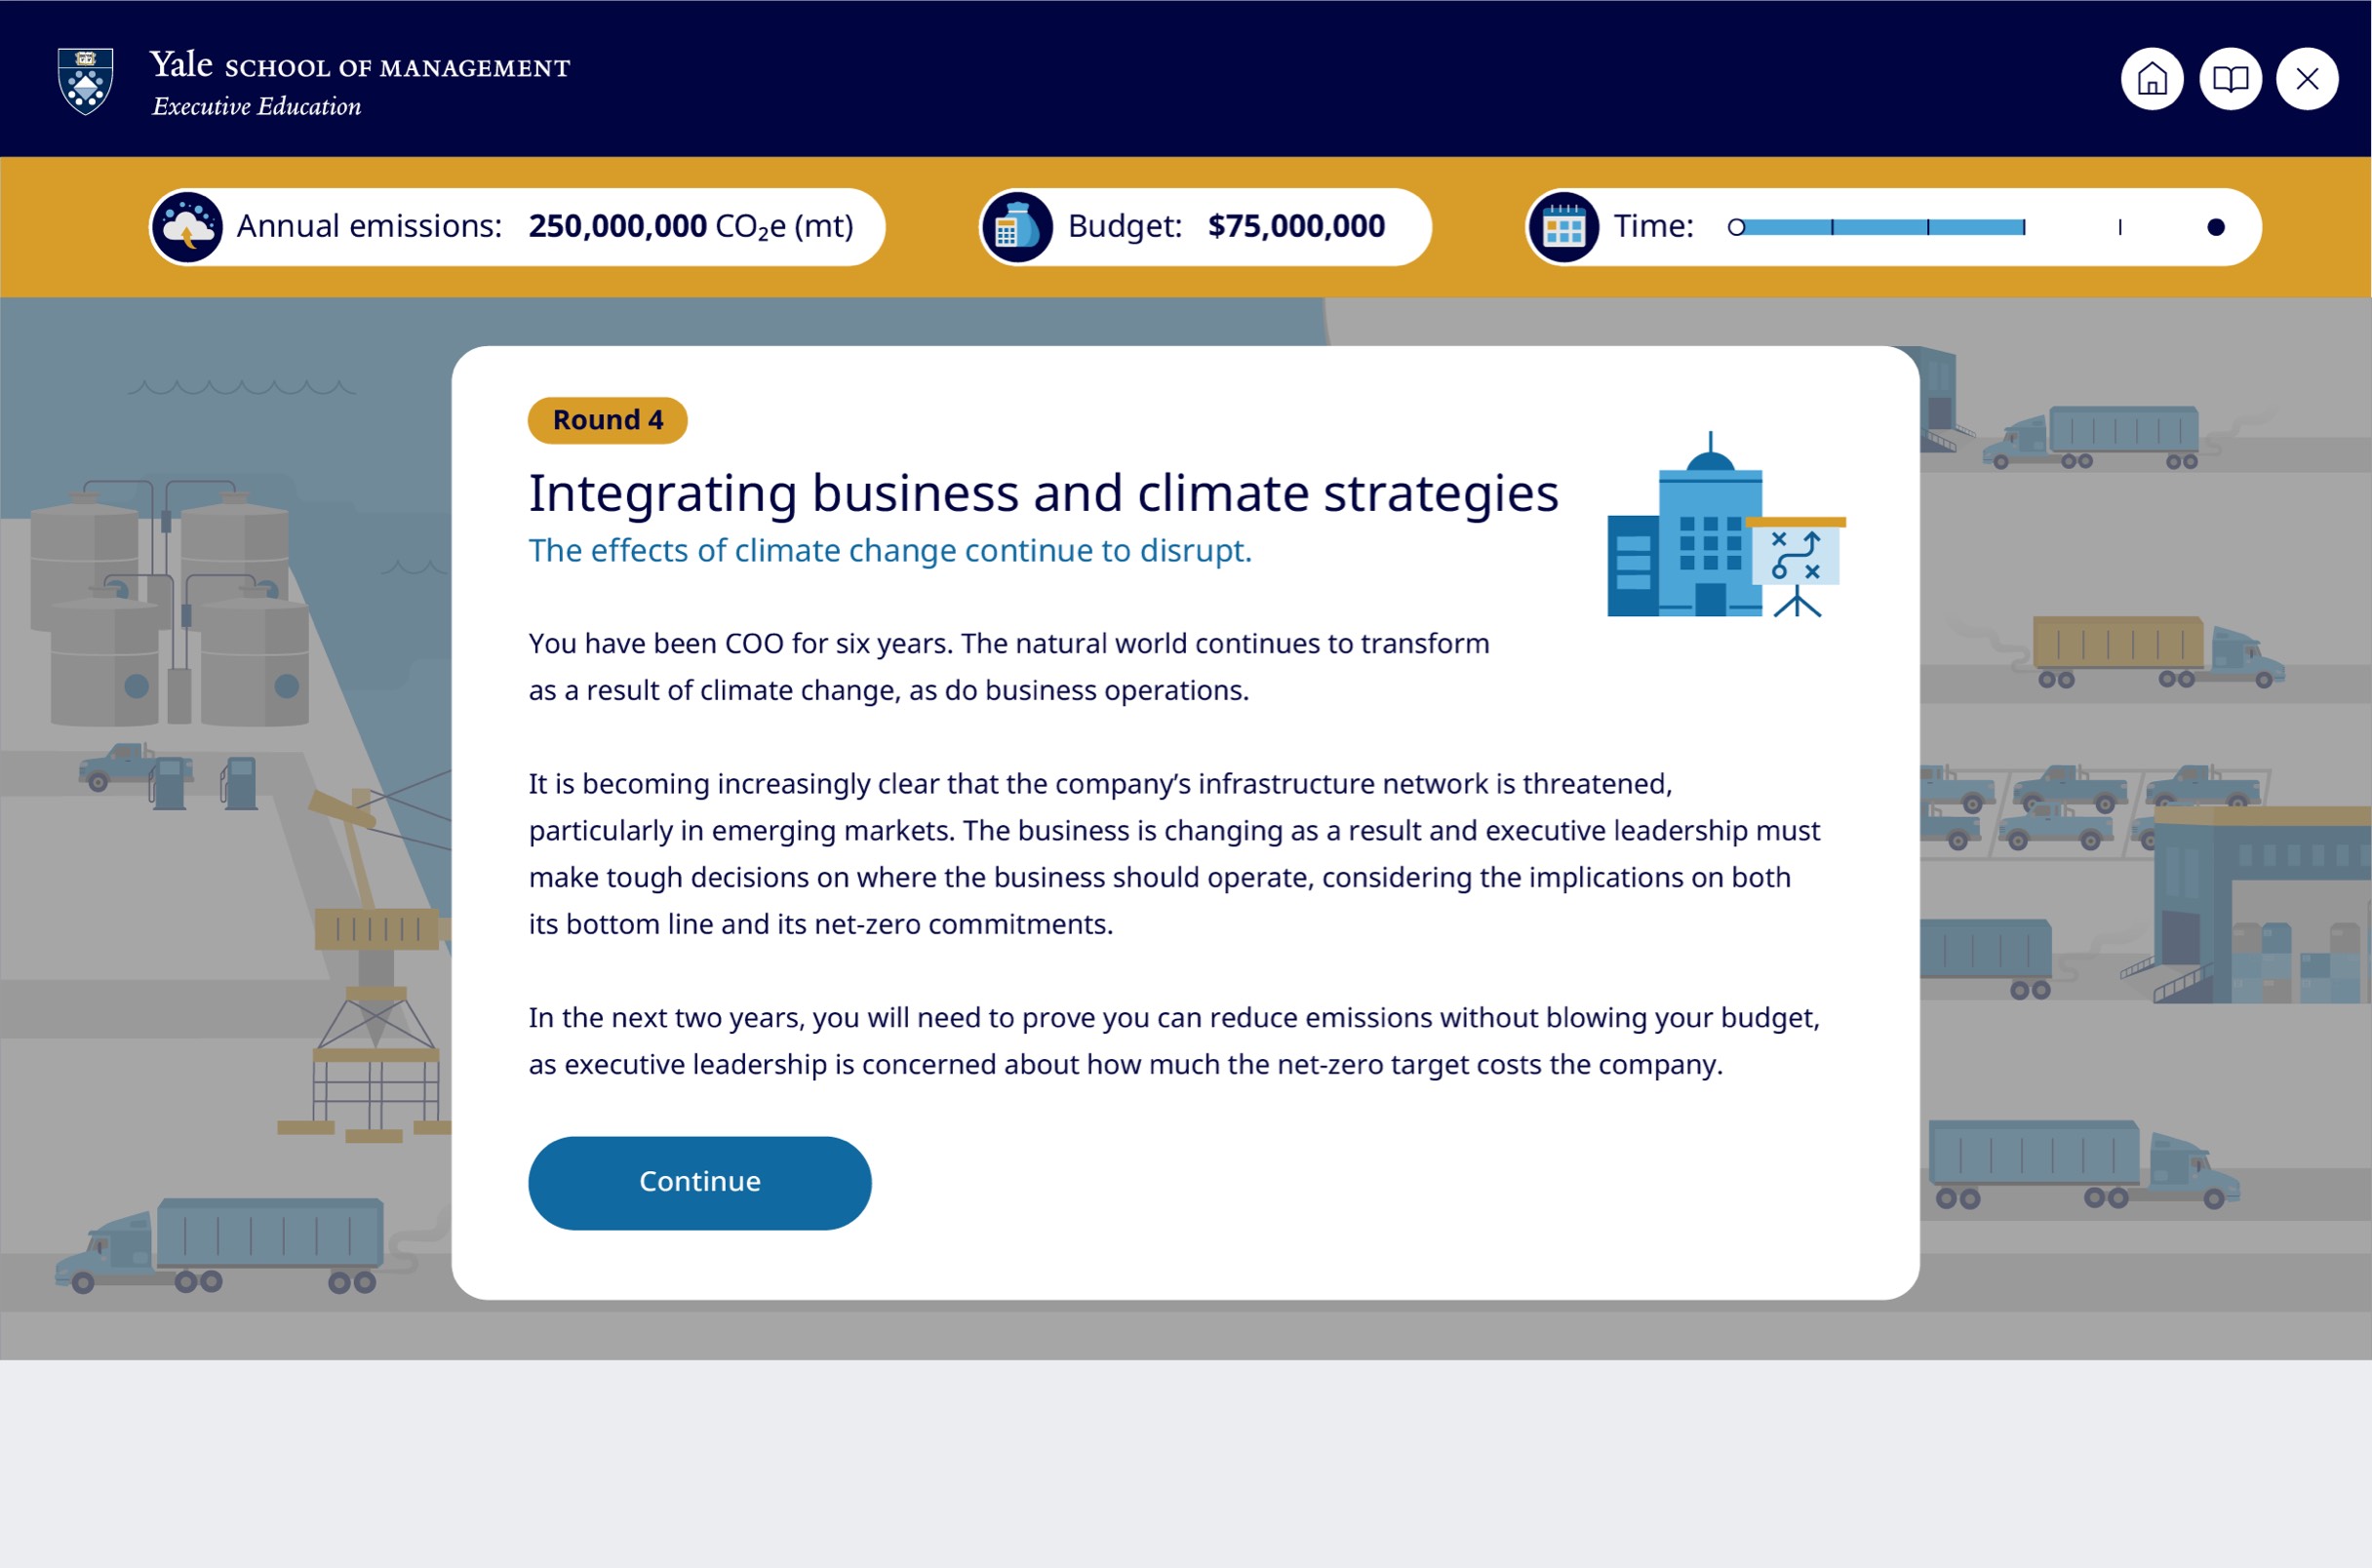 Yale SCHOOL OF MANAGEMENT
Executive Education
Annual emissions: 250,000,000 CO₂e (mt)
Budget: $75,000,000
Time:
Round 4
Integrating business and climate strategies
The effects of climate change continue to disrupt.
You have been COO for six years. The natural world continues to transform
as a result of climate change, as do business operations.
It is becoming increasingly clear that the company’s infrastructure network is threatened,
particularly in emerging markets. The business is changing as a result and executive leadership must
make tough decisions on where the business should operate, considering the implications on both
its bottom line and its net-zero commitments.
In the next two years, you will need to prove you can reduce emissions without blowing your budget,
as executive leadership is concerned about how much the net-zero target costs the company.
Continue